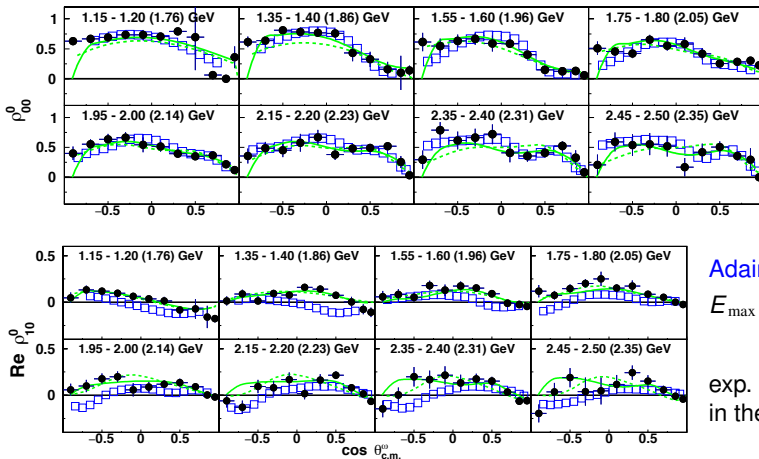 1.15 - 1.20 (1.76) GeV 1.35 - 1.40 (1.86) GeV 1.55 - 1.60 (1.96) GeV 1.75 - 1.80 (2.05) GeV
1
0.5
0
1.95 - 2.00 (2.14) GeV 2.15 - 2.20 (2.23) GeV 2.35 - 2.40 (2.31) GeV 2.45 - 2.50 (2.35) GeV
1
0.5
0
ρ⁰₀₀
−0.5 0 0.5 −0.5 0 0.5 −0.5 0 0.5 −0.5 0 0.5
0.5
1.15 - 1.20 (1.76) GeV 1.35 - 1.40 (1.86) GeV 1.55 - 1.60 (1.96) GeV 1.75 - 1.80 (2.05) GeV
0
0.5
1.95 - 2.00 (2.14) GeV 2.15 - 2.20 (2.23) GeV 2.35 - 2.40 (2.31) GeV 2.45 - 2.50 (2.35) GeV
0
Re ρ⁰₁₀
−0.5 0 0.5 −0.5 0 0.5 −0.5 0 0.5 −0.5 0 0.5
cos θ^ω_c.m.
Adair
E_max
exp.
in the